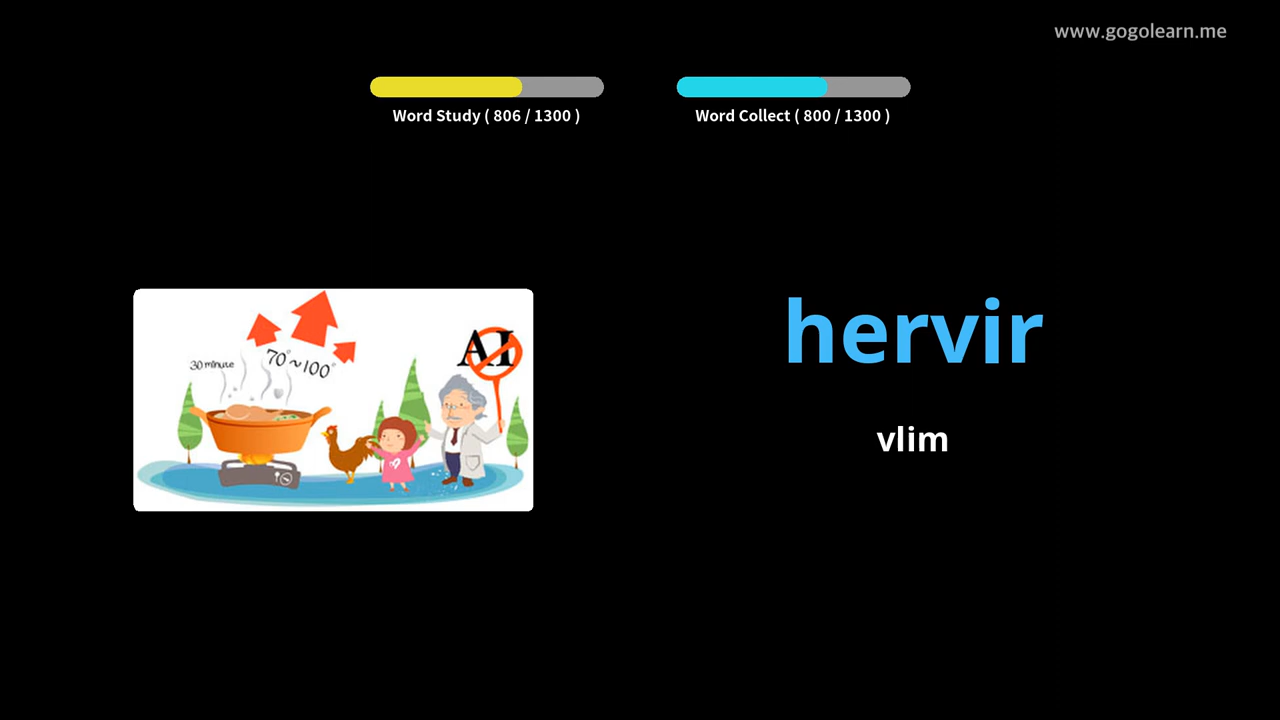 www.gogolearn.me
Word Study ( 806 / 1300 )
Word Collect ( 800 / 1300 )
30 minute
70°~100°
AI
hervir
vlim